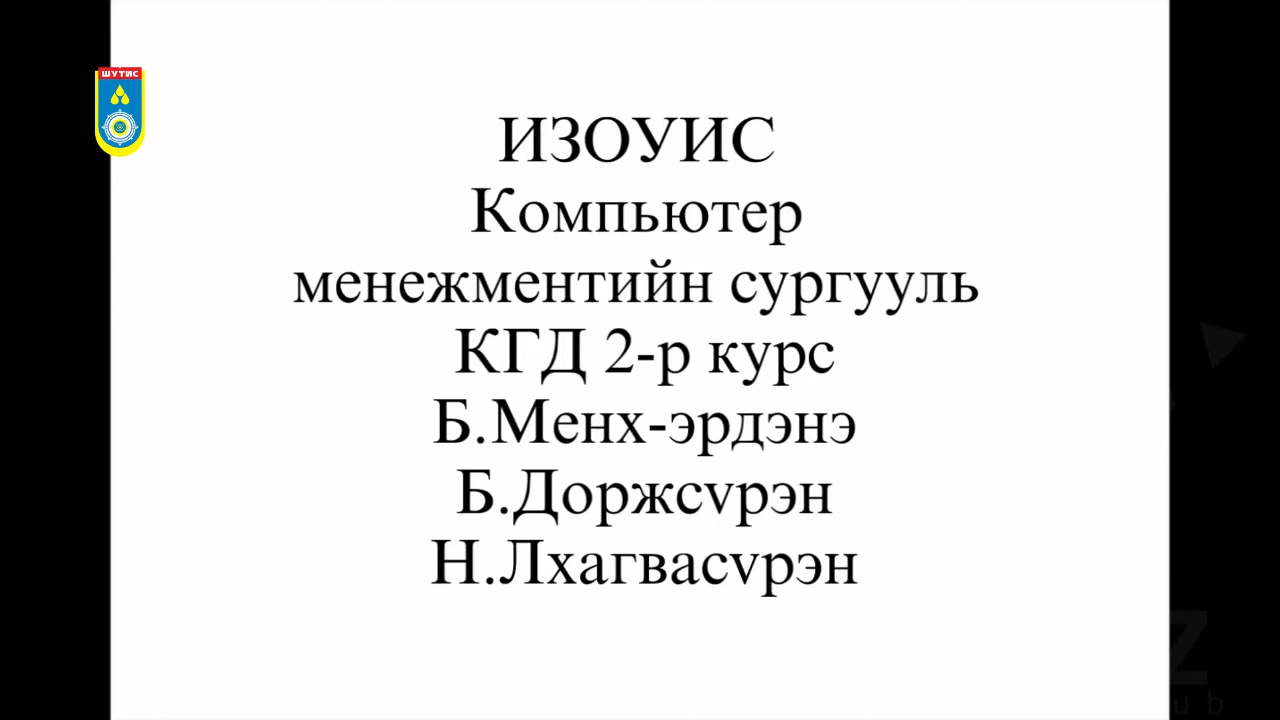 ШУТИС
ИЗОУИС
Компьютер
менежментийн сургууль
КГД 2-р курс
Б.Менх-эрдэнэ
Б.Доржсvрэн
Н.Лхагвасvрэн
Z
u b